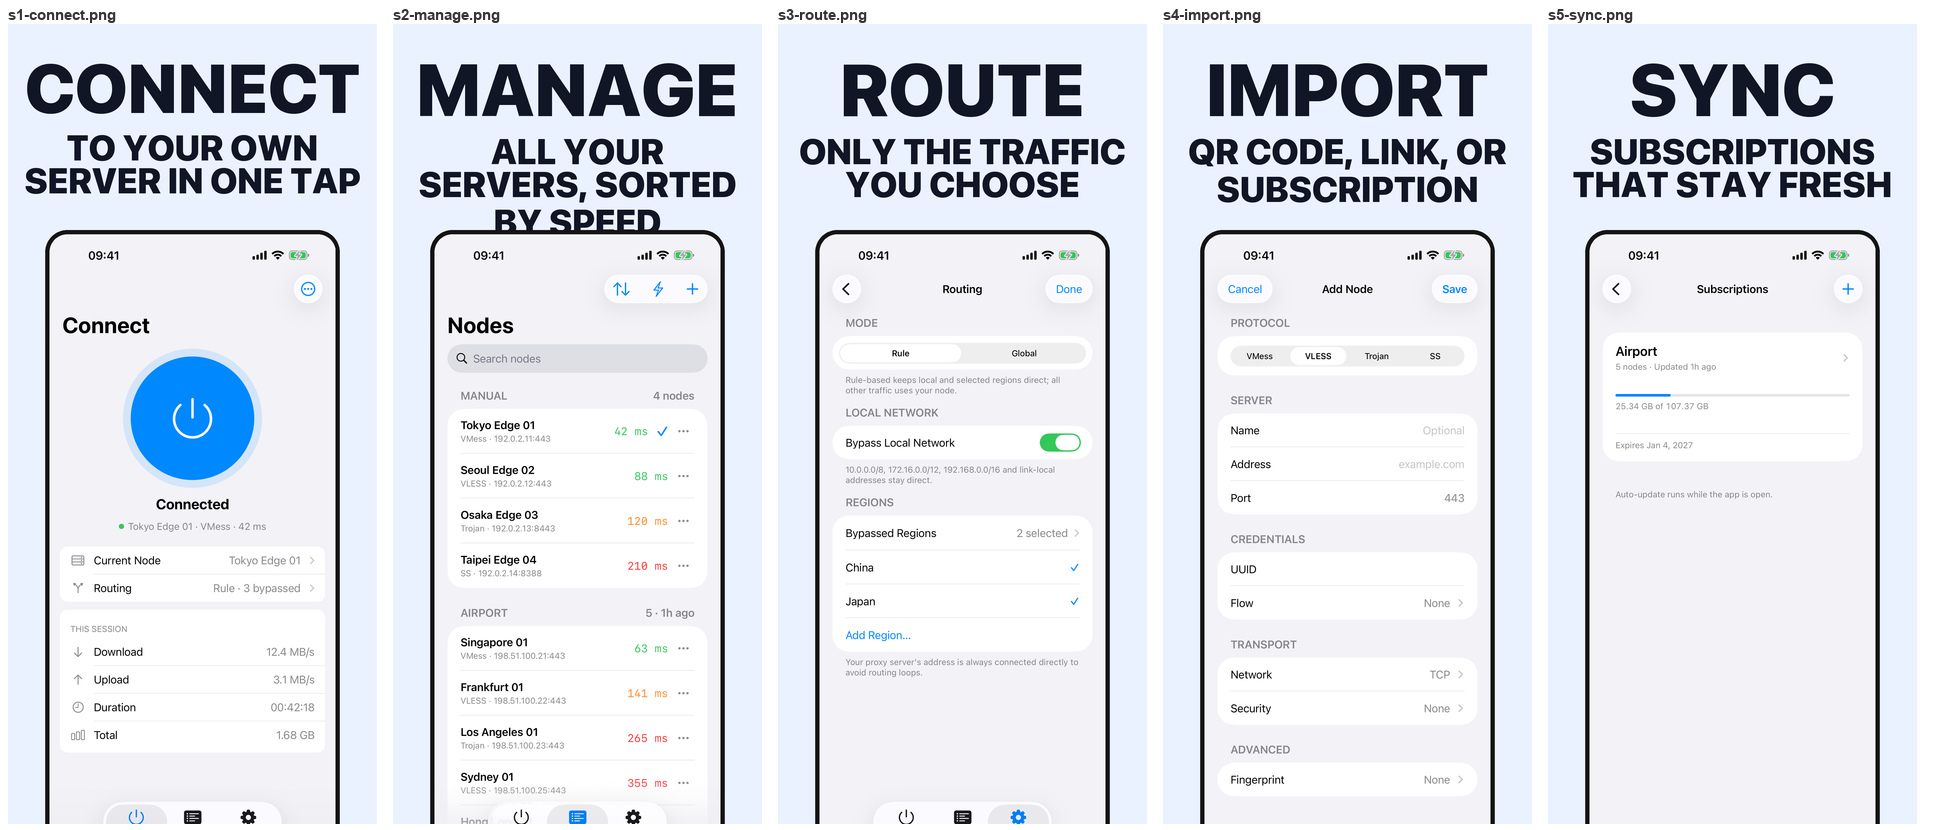 s1-connect.png
CONNECT
TO YOUR OWN
SERVER IN ONE TAP
09:41
Connect
Connected
Tokyo Edge 01 · VMess · 42 ms
Current Node Tokyo Edge 01
Routing Rule · 3 bypassed
THIS SESSION
Download 12.4 MB/s
Upload 3.1 MB/s
Duration 00:42:18
Total 1.68 GB
s2-manage.png
MANAGE
ALL YOUR
SERVERS, SORTED
BY SPEED
09:41
Nodes
Search nodes
MANUAL 4 nodes
Tokyo Edge 01 42 ms
VMess · 192.0.2.11:443
Seoul Edge 02 88 ms
VLESS · 192.0.2.12:443
Osaka Edge 03 120 ms
Trojan · 192.0.2.13:8443
Taipei Edge 04 210 ms
SS · 192.0.2.14:8388
AIRPORT 5 · 1h ago
Singapore 01 63 ms
VMess · 198.51.100.21:443
Frankfurt 01 141 ms
VLESS · 198.51.100.22:443
Los Angeles 01 265 ms
Trojan · 198.51.100.23:443
Sydney 01 355 ms
VLESS · 198.51.100.25:443
Hong
s3-route.png
ROUTE
ONLY THE TRAFFIC
YOU CHOOSE
09:41
Routing Done
MODE
Rule Global
Rule-based keeps local and selected regions direct; all
other traffic uses your node.
LOCAL NETWORK
Bypass Local Network
10.0.0.0/8, 172.16.0.0/12, 192.168.0.0/16 and link-local
addresses stay direct.
REGIONS
Bypassed Regions 2 selected
China
Japan
Add Region...
Your proxy server's address is always connected directly to
avoid routing loops.
s4-import.png
IMPORT
QR CODE, LINK, OR
SUBSCRIPTION
09:41
Cancel Add Node Save
PROTOCOL
VMess VLESS Trojan SS
SERVER
Name Optional
Address example.com
Port 443
CREDENTIALS
UUID
Flow None
TRANSPORT
Network TCP
Security None
ADVANCED
Fingerprint None
s5-sync.png
SYNC
SUBSCRIPTIONS
THAT STAY FRESH
09:41
Subscriptions
Airport
5 nodes · Updated 1h ago
25.34 GB of 107.37 GB
Expires Jan 4, 2027
Auto-update runs while the app is open.